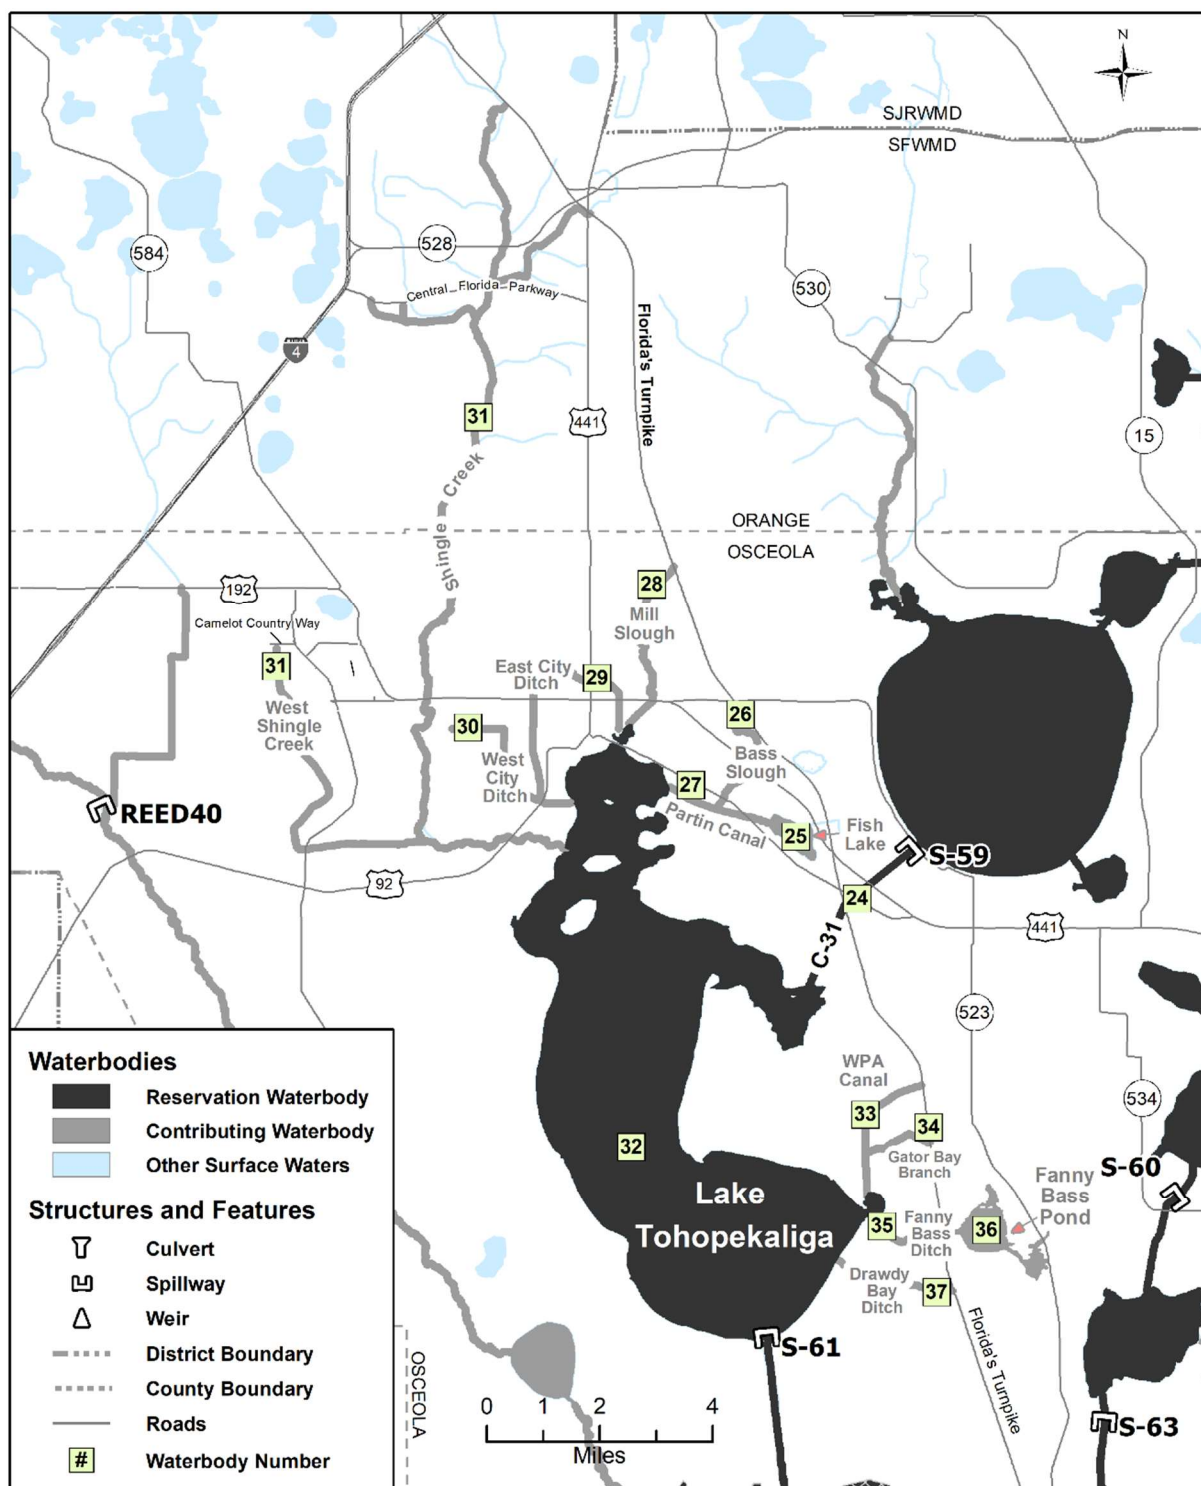 N
SJRWMD
SFWMD
584
528
Central Florida Parkway
530
Florida's Turnpike
4
31
441
15
Shingle Creek
ORANGE
OSCEOLA
192
28
Mill
Slough
Camelot Country Way
31
East City
Ditch
29
West
Shingle
Creek
30
26
West
City
Ditch
Bass
Slough
27
Partin Canal
25
Fish
Lake
REED40
S-59
92
24
441
C-31
523
Waterbodies
Reservation Waterbody
Contributing Waterbody
Other Surface Waters
Structures and Features
Culvert
Spillway
Weir
District Boundary
County Boundary
Roads
#
Waterbody Number
WPA
Canal
33
34
534
32
Gator Bay
Branch
S-60
Lake
Tohopekaliga
Fanny
Bass
Pond
35
Fanny
Bass
Ditch
36
Drawdy
Bay
Ditch
37
Florida's Turnpike
S-61
OSCEOLA
S-63
0 1 2 4
Miles